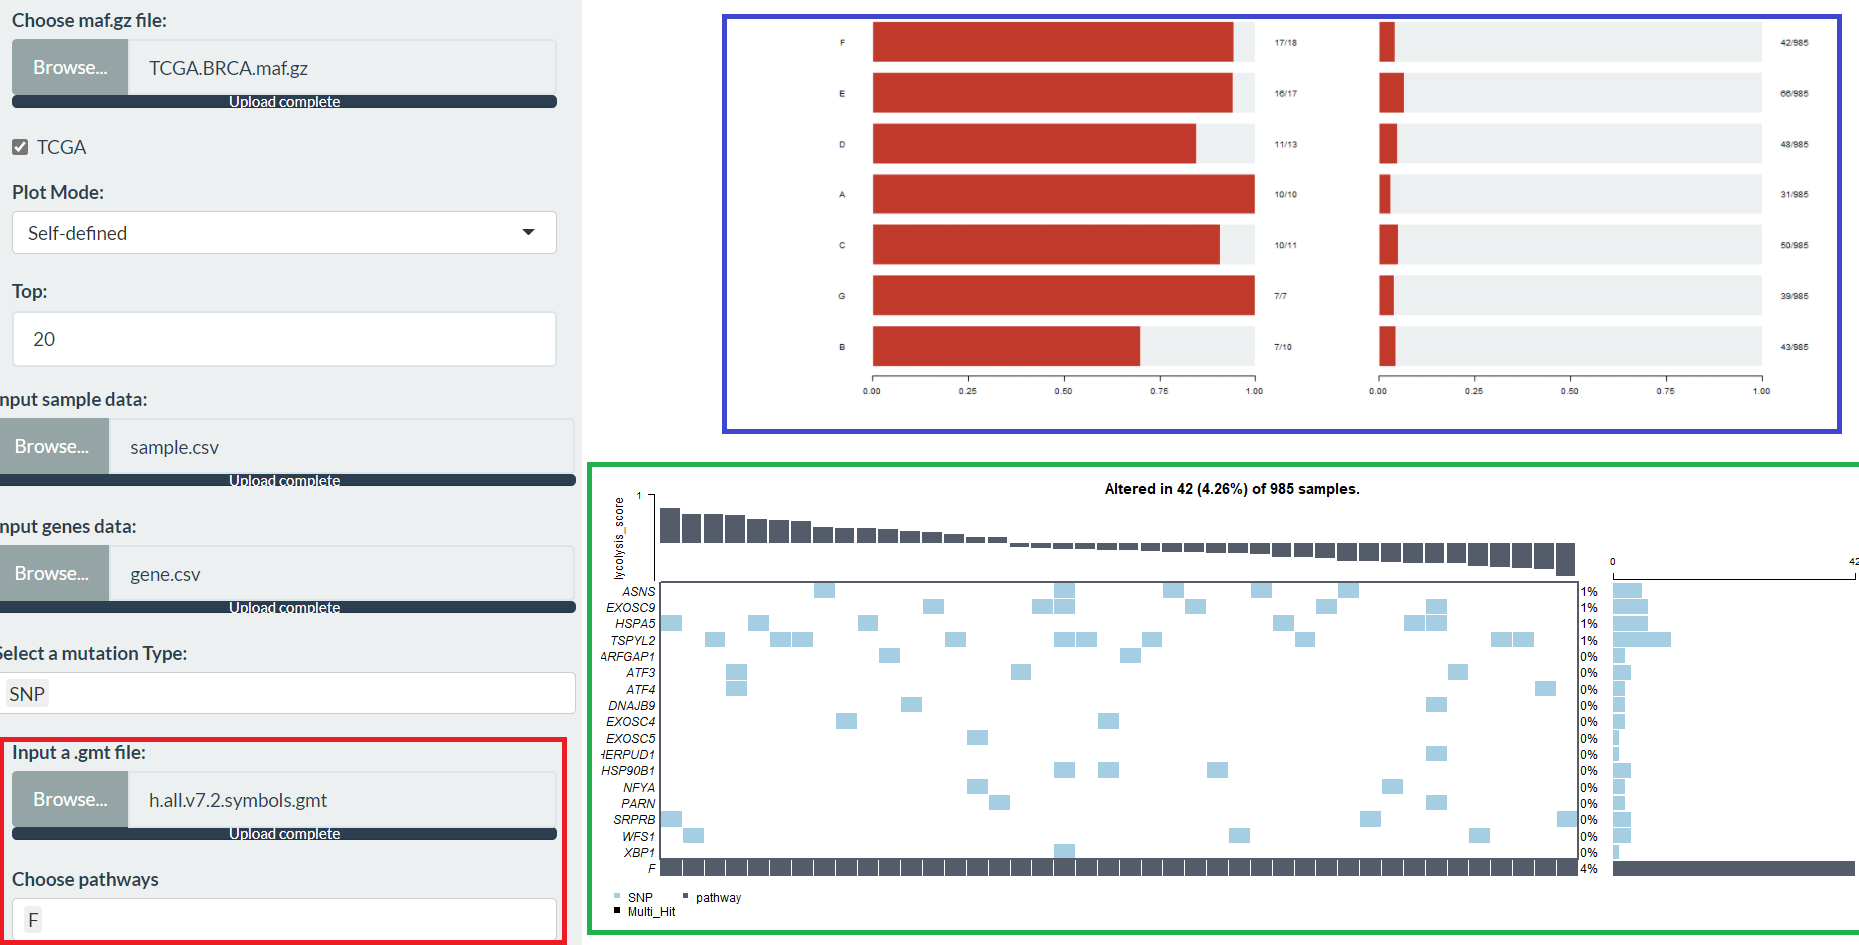 Choose maf.gz file:
Browse... TCGA.BRCA.maf.gz
Upload complete
TCGA
Plot Mode:
Self-defined
Top:
20
nput sample data:
Browse... sample.csv
Upload complete
nput genes data:
Browse... gene.csv
Upload complete
Select a mutation Type:
SNP
Input a .gmt file:
Browse... h.all.v7.2.symbols.gmt
Upload complete
Choose pathways
F
F 17/18 42/985
E 16/17 66/985
D 11/13 48/985
A 10/10 31/985
C 10/11 50/985
G 7/7 39/985
B 7/10 43/985
0.00 0.25 0.50 0.75 1.00 0.00 0.25 0.50 0.75 1.00
Altered in 42 (4.26%) of 985 samples.
1
lycolysis_score
0 42
ASNS 1%
EXOSC9 1%
HSPA5 1%
TSPYL2 1%
ARFGAP1 0%
ATF3 0%
ATF4 0%
DNAJB9 0%
EXOSC4 0%
EXOSC5 0%
HERPUD1 0%
HSP90B1 0%
NFYA 0%
PARN 0%
SRPRB 0%
WFS1 0%
XBP1 0%
F 4%
SNP pathway
Multi_Hit